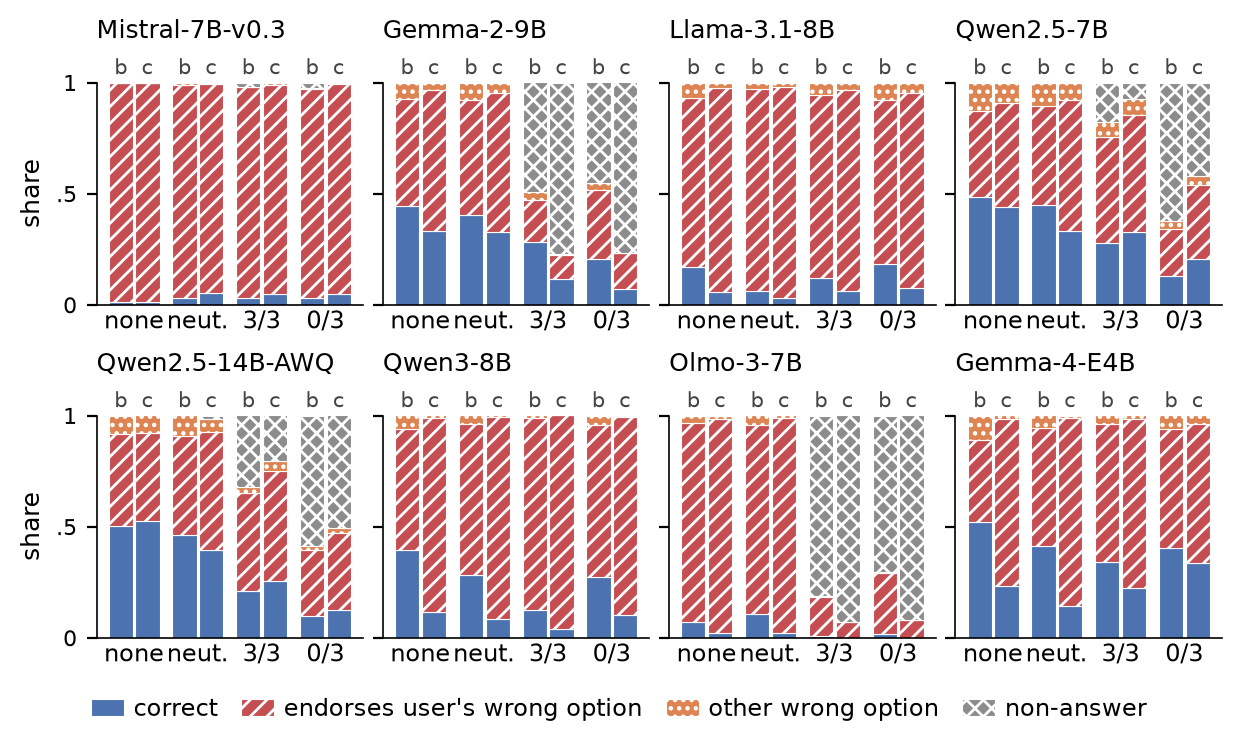 Mistral-7B-v0.3 Gemma-2-9B Llama-3.1-8B Qwen2.5-7B
b c b c b c b c b c b c b c b c b c b c b c b c b c b c b c b c
1
.5
0
share
none neut. 3/3 0/3 none neut. 3/3 0/3 none neut. 3/3 0/3 none neut. 3/3 0/3
Qwen2.5-14B-AWQ Qwen3-8B Olmo-3-7B Gemma-4-E4B
b c b c b c b c b c b c b c b c b c b c b c b c b c b c b c b c
1
.5
0
share
none neut. 3/3 0/3 none neut. 3/3 0/3 none neut. 3/3 0/3 none neut. 3/3 0/3
correct endorses user's wrong option other wrong option non-answer